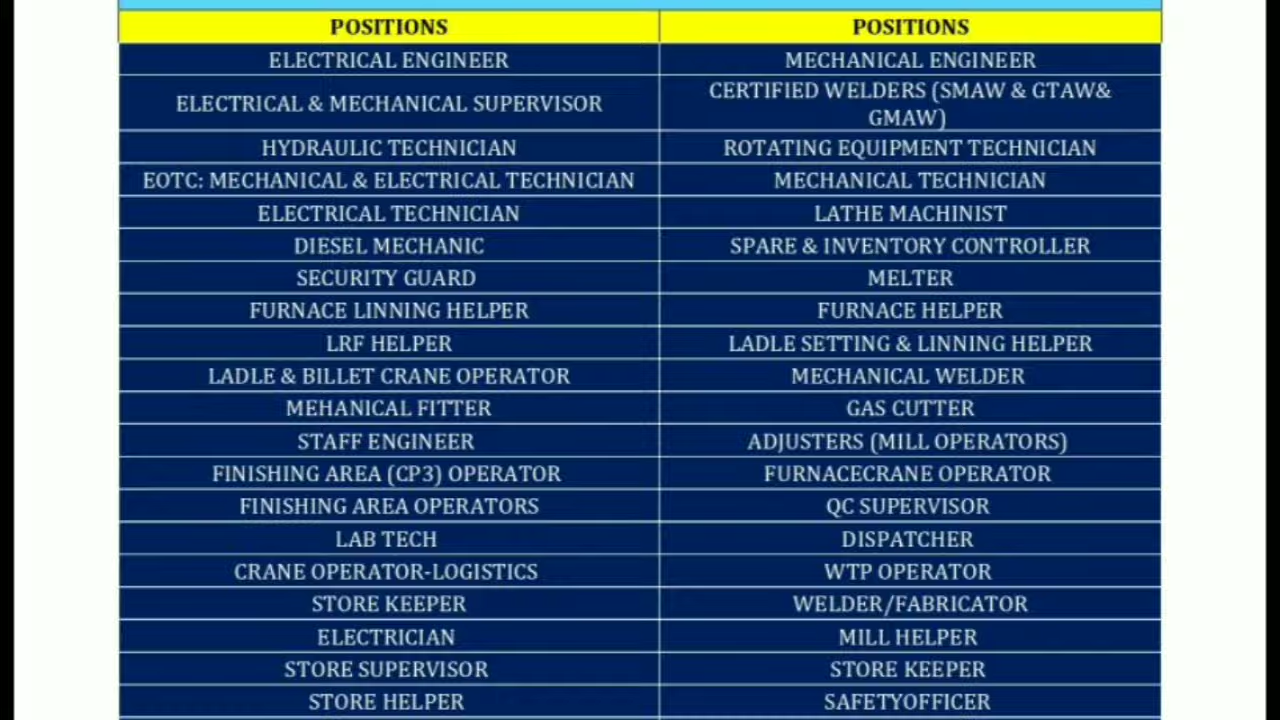 POSITIONS POSITIONS
ELECTRICAL ENGINEER MECHANICAL ENGINEER
ELECTRICAL & MECHANICAL SUPERVISOR CERTIFIED WELDERS (SMAW & GTAW&
GMAW)
HYDRAULIC TECHNICIAN ROTATING EQUIPMENT TECHNICIAN
EOTC: MECHANICAL & ELECTRICAL TECHNICIAN MECHANICAL TECHNICIAN
ELECTRICAL TECHNICIAN LATHE MACHINIST
DIESEL MECHANIC SPARE & INVENTORY CONTROLLER
SECURITY GUARD MELTER
FURNACE LINNING HELPER FURNACE HELPER
LRF HELPER LADLE SETTING & LINNING HELPER
LADLE & BILLET CRANE OPERATOR MECHANICAL WELDER
MEHANICAL FITTER GAS CUTTER
STAFF ENGINEER ADJUSTERS (MILL OPERATORS)
FINISHING AREA (CP3) OPERATOR FURNACECRANE OPERATOR
FINISHING AREA OPERATORS QC SUPERVISOR
LAB TECH DISPATCHER
CRANE OPERATOR-LOGISTICS WTP OPERATOR
STORE KEEPER WELDER/FABRICATOR
ELECTRICIAN MILL HELPER
STORE SUPERVISOR STORE KEEPER
STORE HELPER SAFETYOFFICER